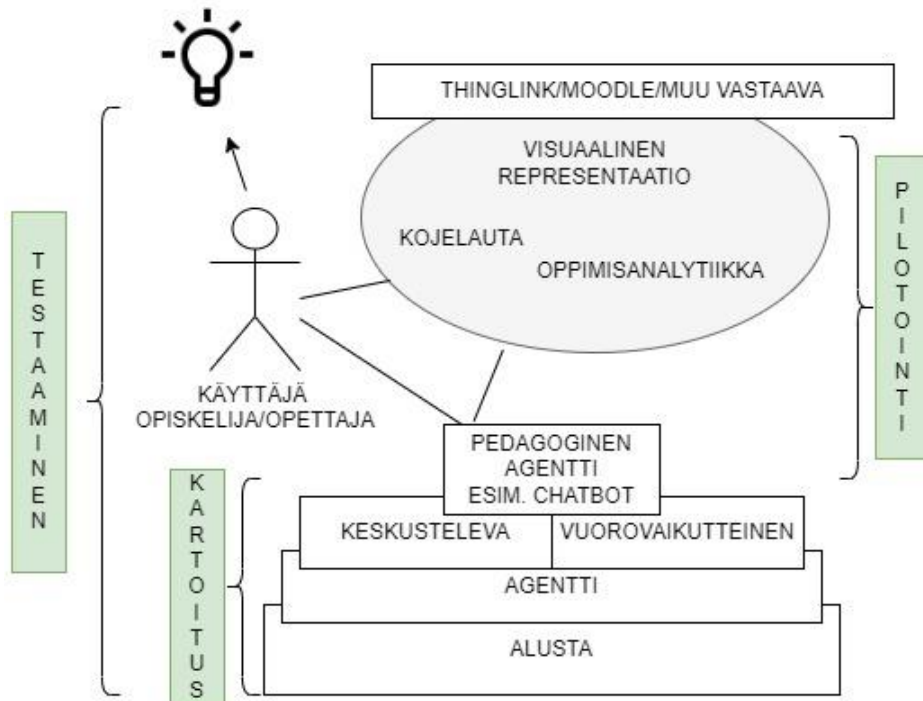 THINGLINK/MOODLE/MUU VASTAAVA
VISUAALINEN
REPRESENTAATIO
KOJELAUTA
OPPIMISANALYTIIKKA
PILOTOINTI
TESTAAMINEN
KÄYTTÄJÄ
OPISKELIJA/OPETTAJA
PEDAGOGINEN
AGENTTI
ESIM. CHATBOT
KARTOITUS
KESKUSTELEVA
VUOROVAIKUTTEINEN
AGENTTI
ALUSTA